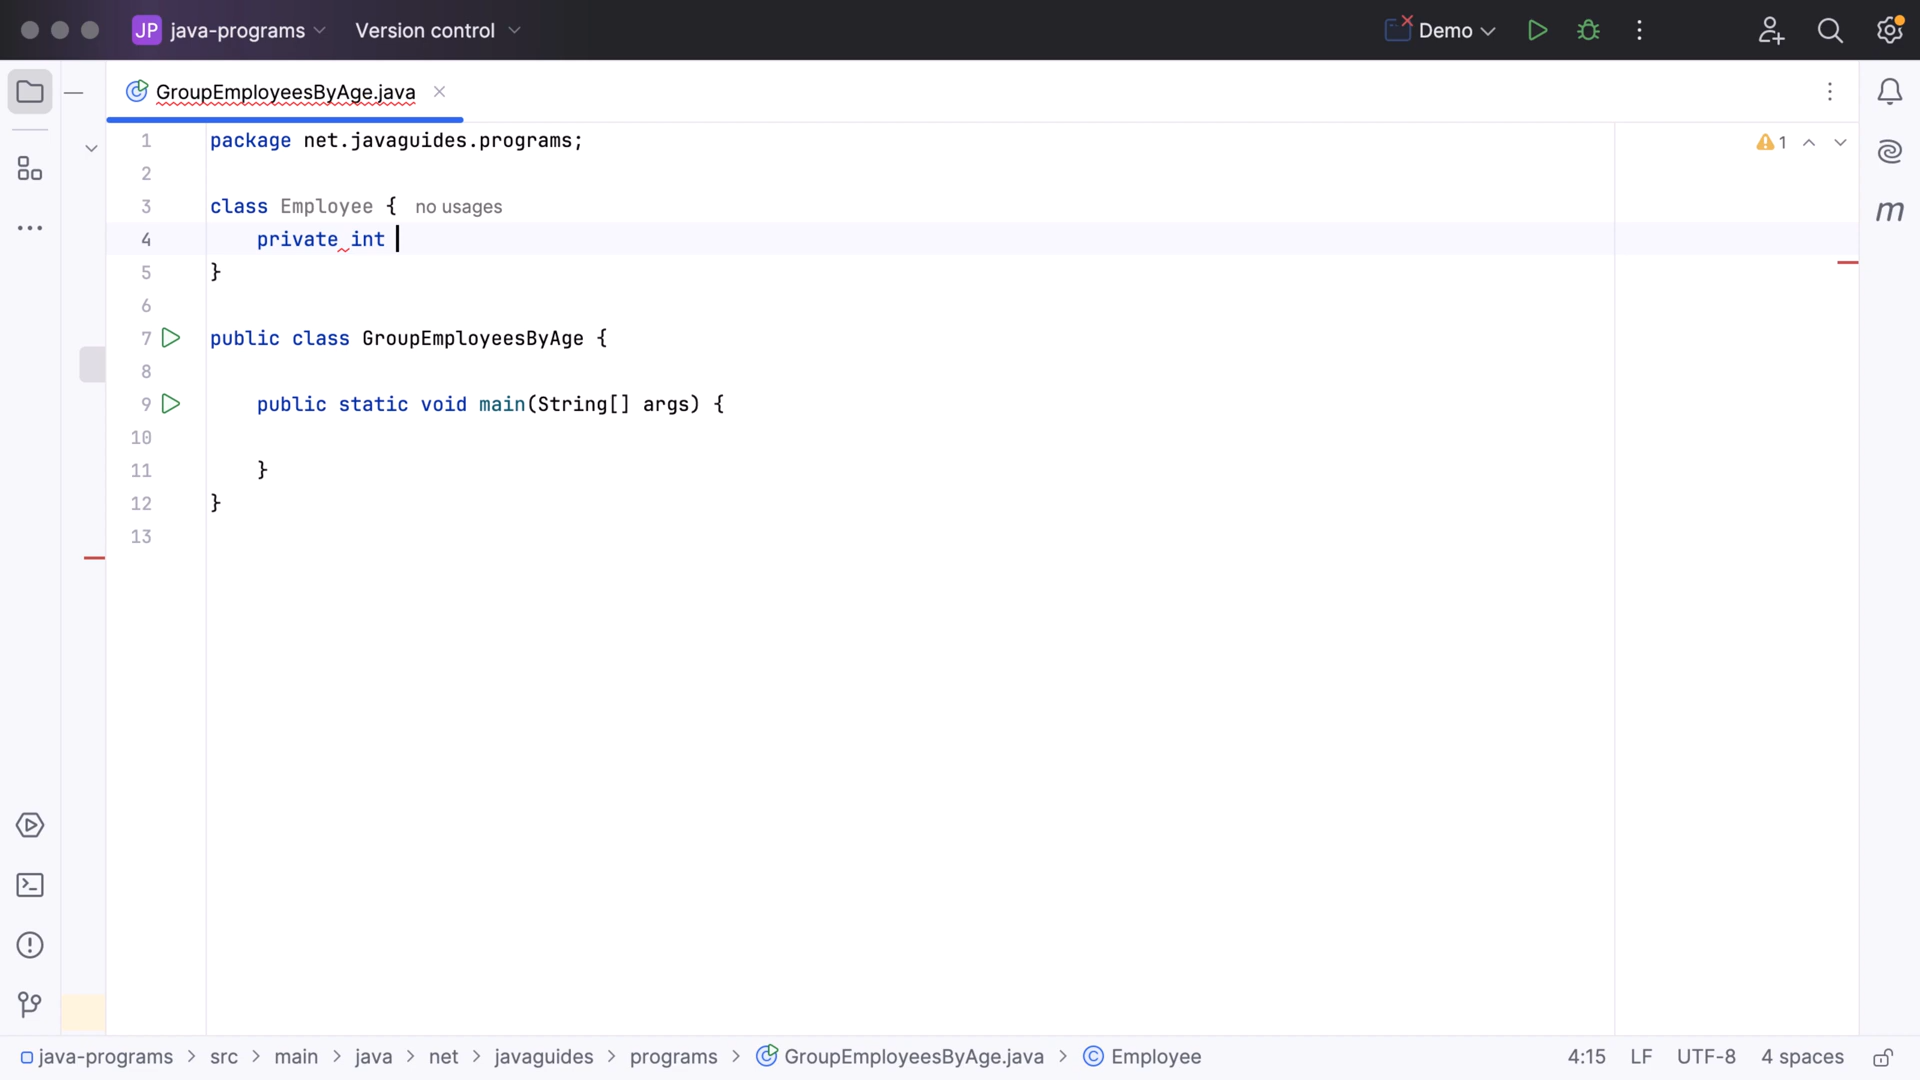 JP java-programs Version control Demo
GroupEmployeesByAge.java
1 package net.javaguides.programs; 1
2
3 class Employee { no usages
4 private int
5 }
6
7 public class GroupEmployeesByAge {
8
9 public static void main(String[] args) {
10
11 }
12 }
13
m
java-programs > src > main > java > net > javaguides > programs > GroupEmployeesByAge.java > C Employee 4:15 LF UTF-8 4 spaces